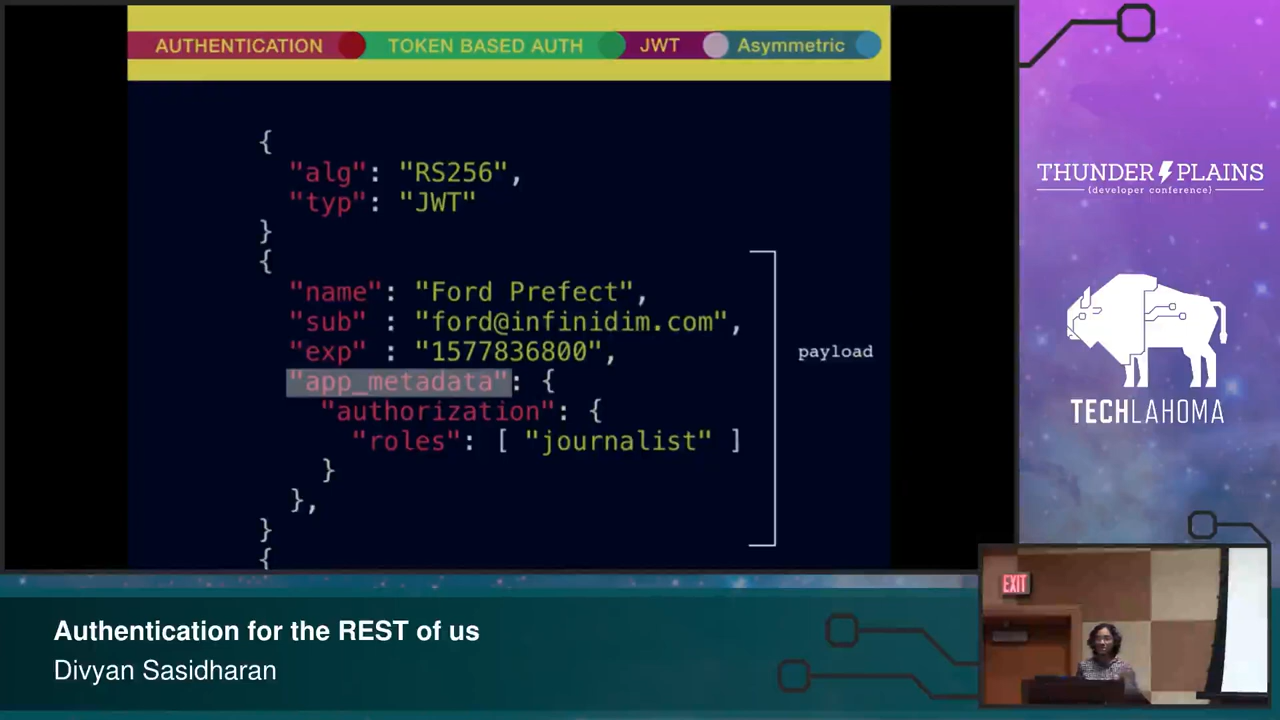 AUTHENTICATION TOKEN BASED AUTH JWT Asymmetric
{
"alg": "RS256",
"typ": "JWT"
}
{
"name": "Ford Prefect",
"sub" : "ford@infinidim.com",
"exp" : "1577836800",
"app_metadata": {
"authorization": {
"roles": [ "journalist" ]
}
},
}
{
payload
THUNDER PLAINS
{developer conference}
TECHLAHOMA
EXIT
Authentication for the REST of us
Divyan Sasidharan